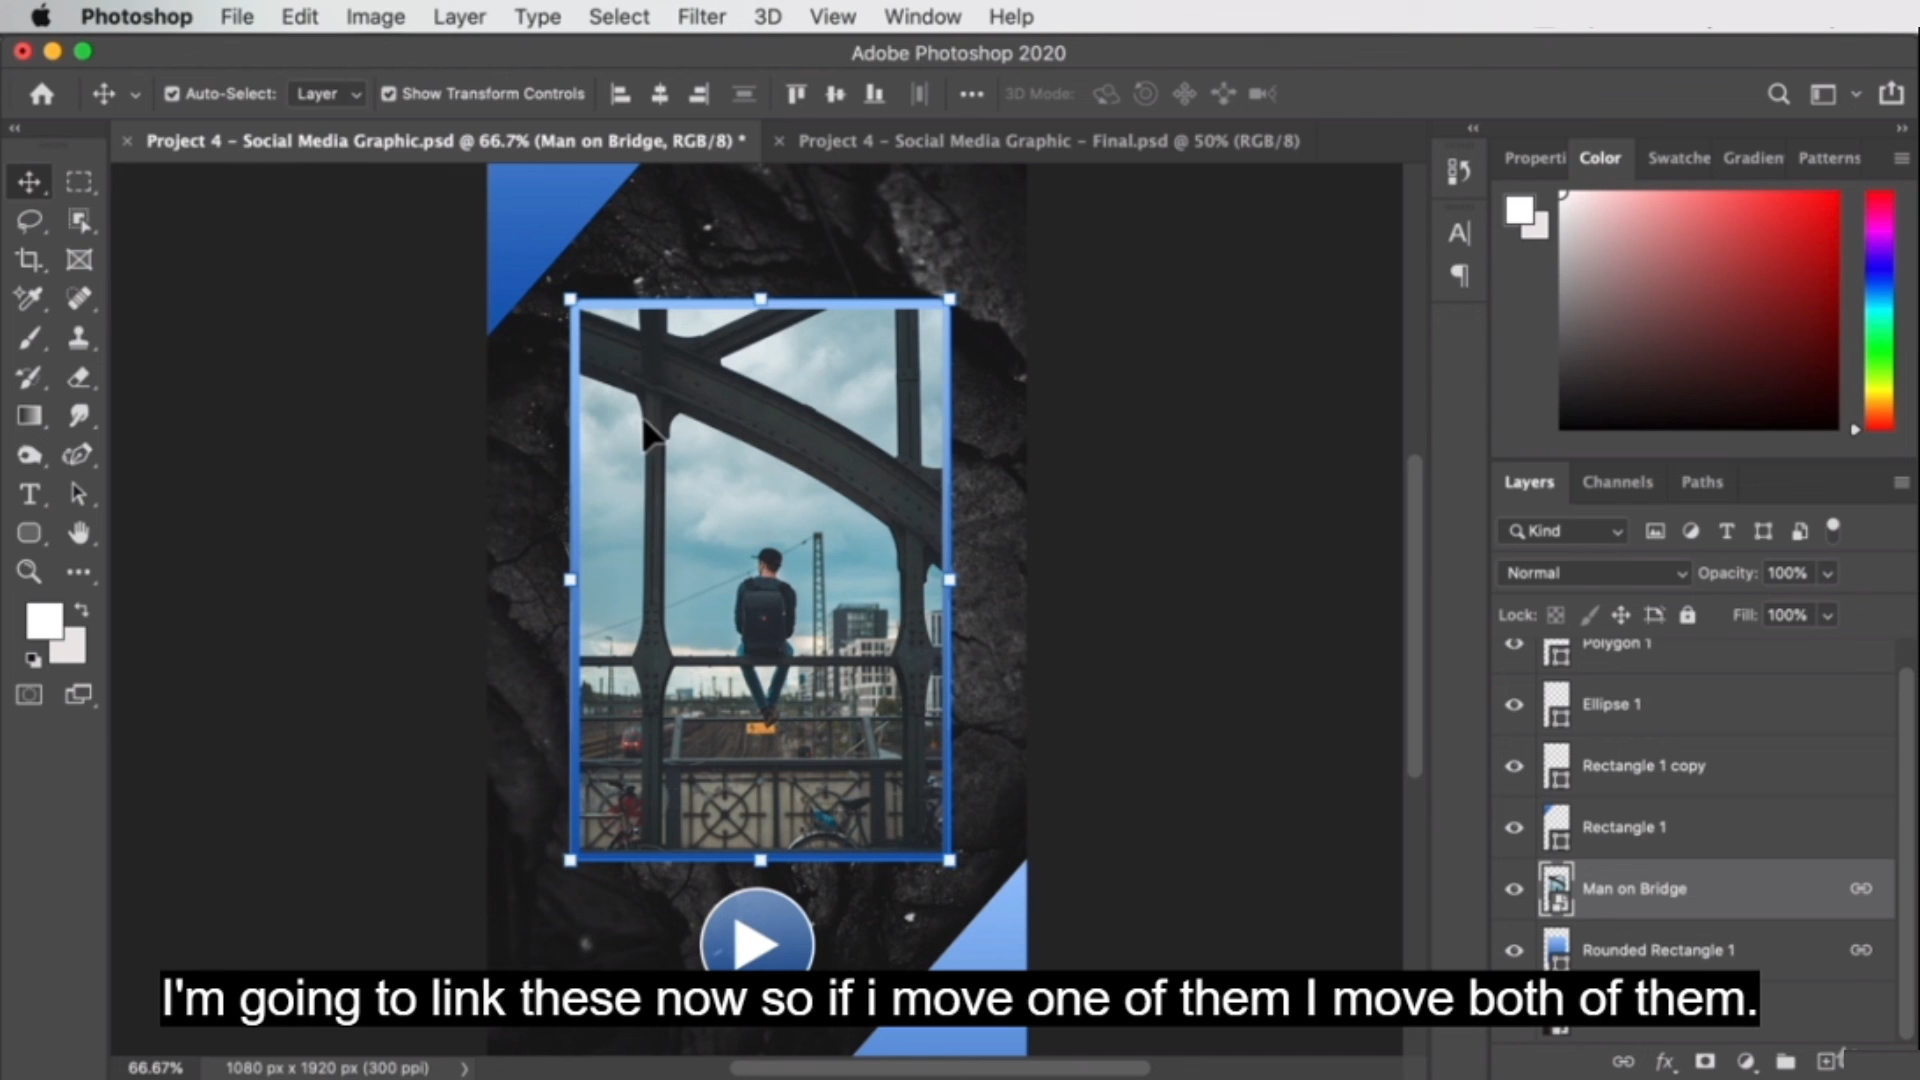 Photoshop File Edit Image Layer Type Select Filter 3D View Window Help
Adobe Photoshop 2020
Auto-Select: Layer Show Transform Controls 3D Mode:
Project 4 – Social Media Graphic.psd @ 66.7% (Man on Bridge, RGB/8) *
Project 4 – Social Media Graphic – Final.psd @ 50% (RGB/8)
Properti Color Swatche Gradien Patterns
Layers Channels Paths
Kind
Normal Opacity: 100%
Lock: Fill: 100%
Polygon 1
Ellipse 1
Rectangle 1 copy
Rectangle 1
Man on Bridge
Rounded Rectangle 1
I'm going to link these now so if i move one of them I move both of them.
66.67% 1080 px x 1920 px (300 ppi)